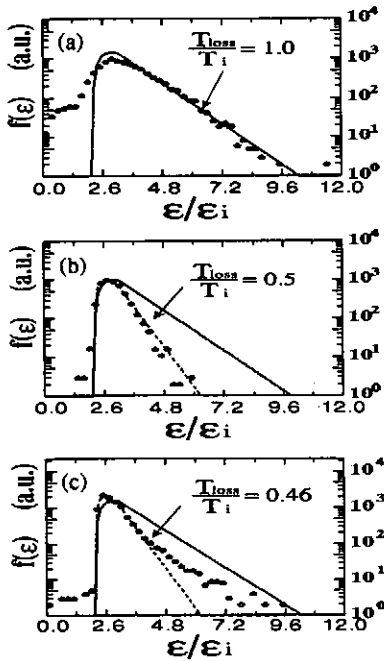 (a)
T_loss / T_i = 1.0
f(ε) (a.u.)
10^4
10^3
10^2
10^1
10^0
0.0 2.6 4.8 7.2 9.6 12.0
ε/ε_i
(b)
T_loss / T_i = 0.5
f(ε) (a.u.)
10^4
10^3
10^2
10^1
10^0
0.0 2.6 4.8 7.2 9.6 12.0
ε/ε_i
(c)
T_loss / T_i = 0.46
f(ε) (a.u.)
10^4
10^3
10^2
10^1
10^0
0.0 2.6 4.8 7.2 9.6 12.0
ε/ε_i